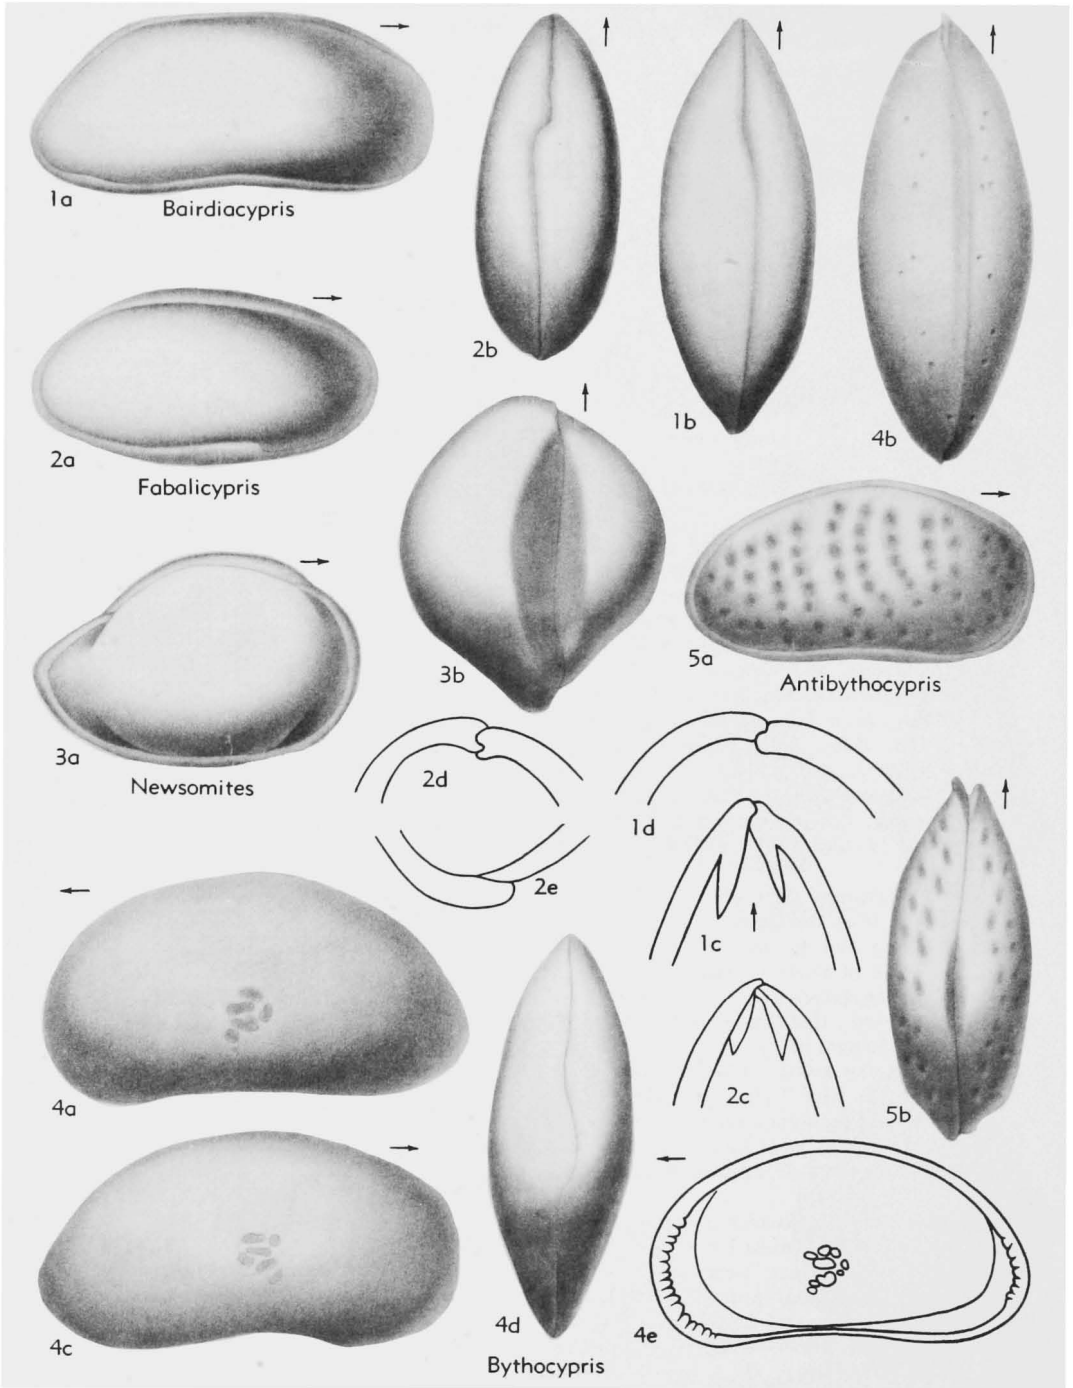 1a
Bairdiacypris
2b
1b
4b
2a
Fabalicypris
3b
5a
Antibythocypris
3a
Newsomites
2d
1d
2e
1c
4a
2c
5b
4c
4d
4e
Bythocypris